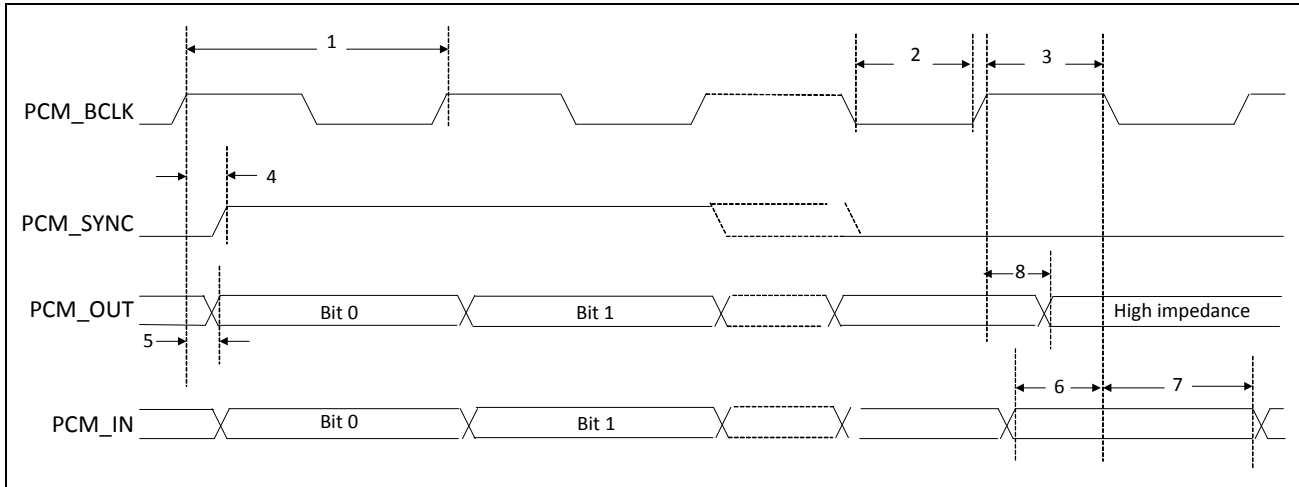 1
2
3
PCM_BCLK
4
PCM_SYNC
8
PCM_OUT
Bit 0
Bit 1
High impedance
5
6
7
PCM_IN
Bit 0
Bit 1